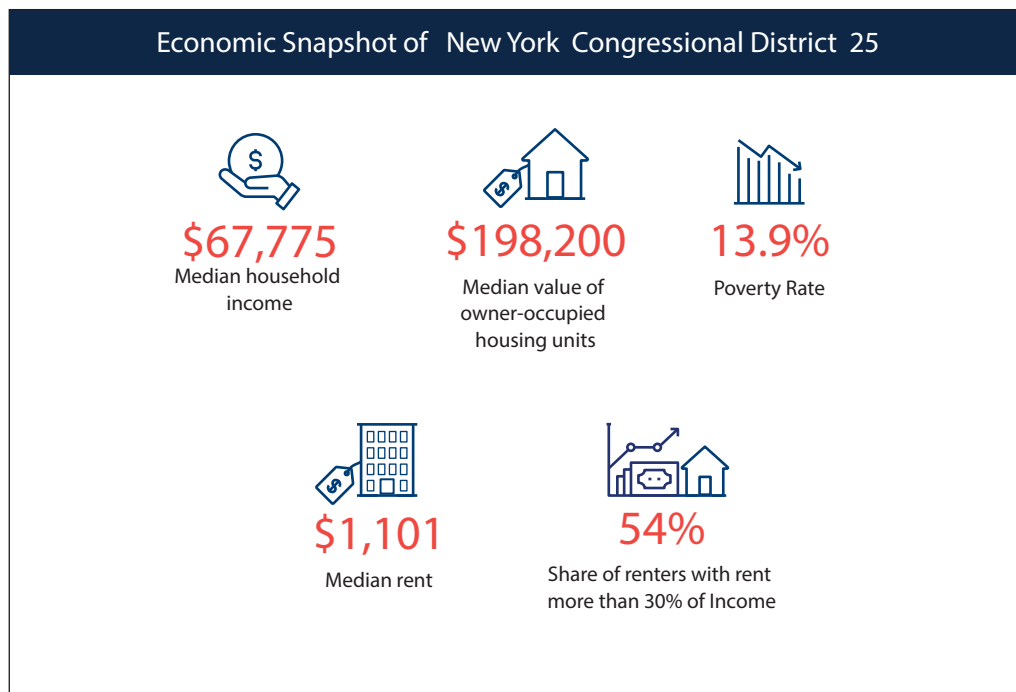 Economic Snapshot of New York Congressional District 25
$
$
$67,775
Median household
income
$198,200
Median value of
owner-occupied
housing units
13.9%
Poverty Rate
$
$1,101
Median rent
54%
Share of renters with rent
more than 30% of Income